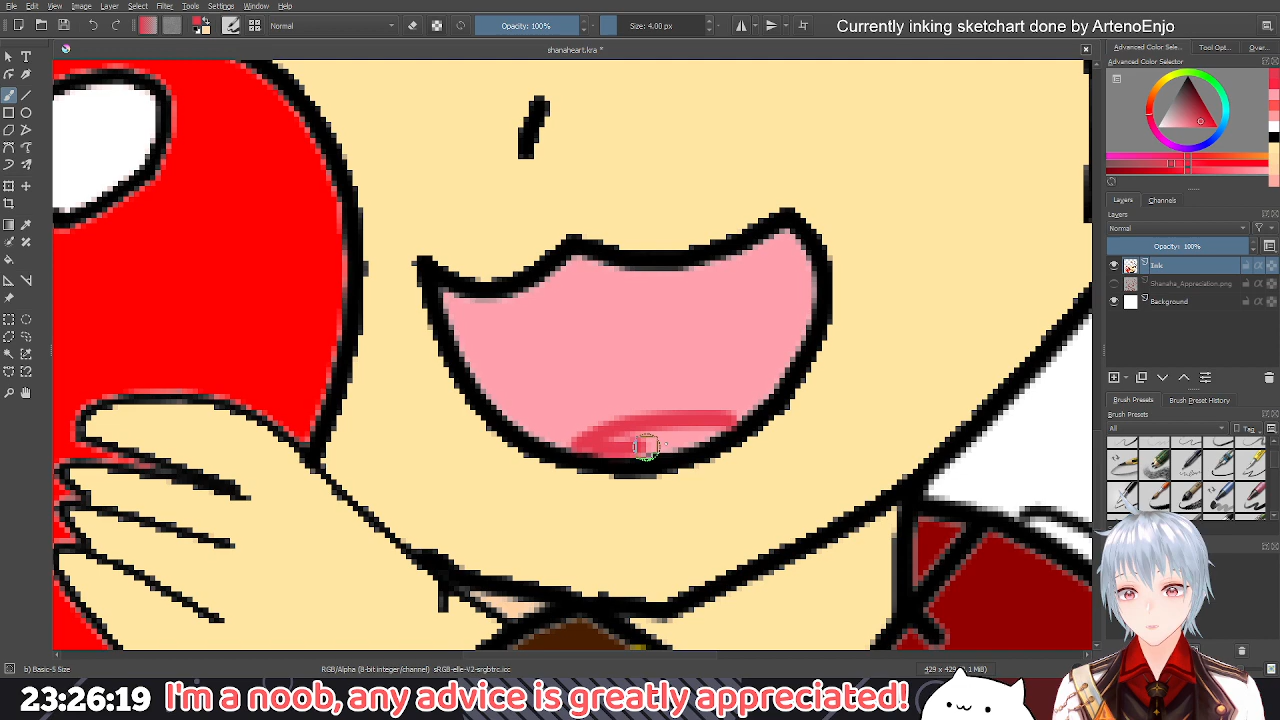 File Edit View Image Layer Select Filter Tools Settings Window Help
Normal
Opacity: 100%
Size: 4.00 px
Currently inking sketchart done by ArtenoEnjo
shanaheart.kra *
Advanced Color Sele... Tool Opt... Over...
Advanced Color Selector
Layers Channels
Layers
Normal
Opacity: 100%
Ink
Shanaha_Appreciation.png
Background
Brush Presets Brush Preset History
Brush Presets
All
Tag
b) Basic-5 Size
RGB/Alpha (8-bit integer/channel) sRGB-elle-V2-srgbtrc.icc
23:26:19 I'm a noob, any advice is greatly appreciated!